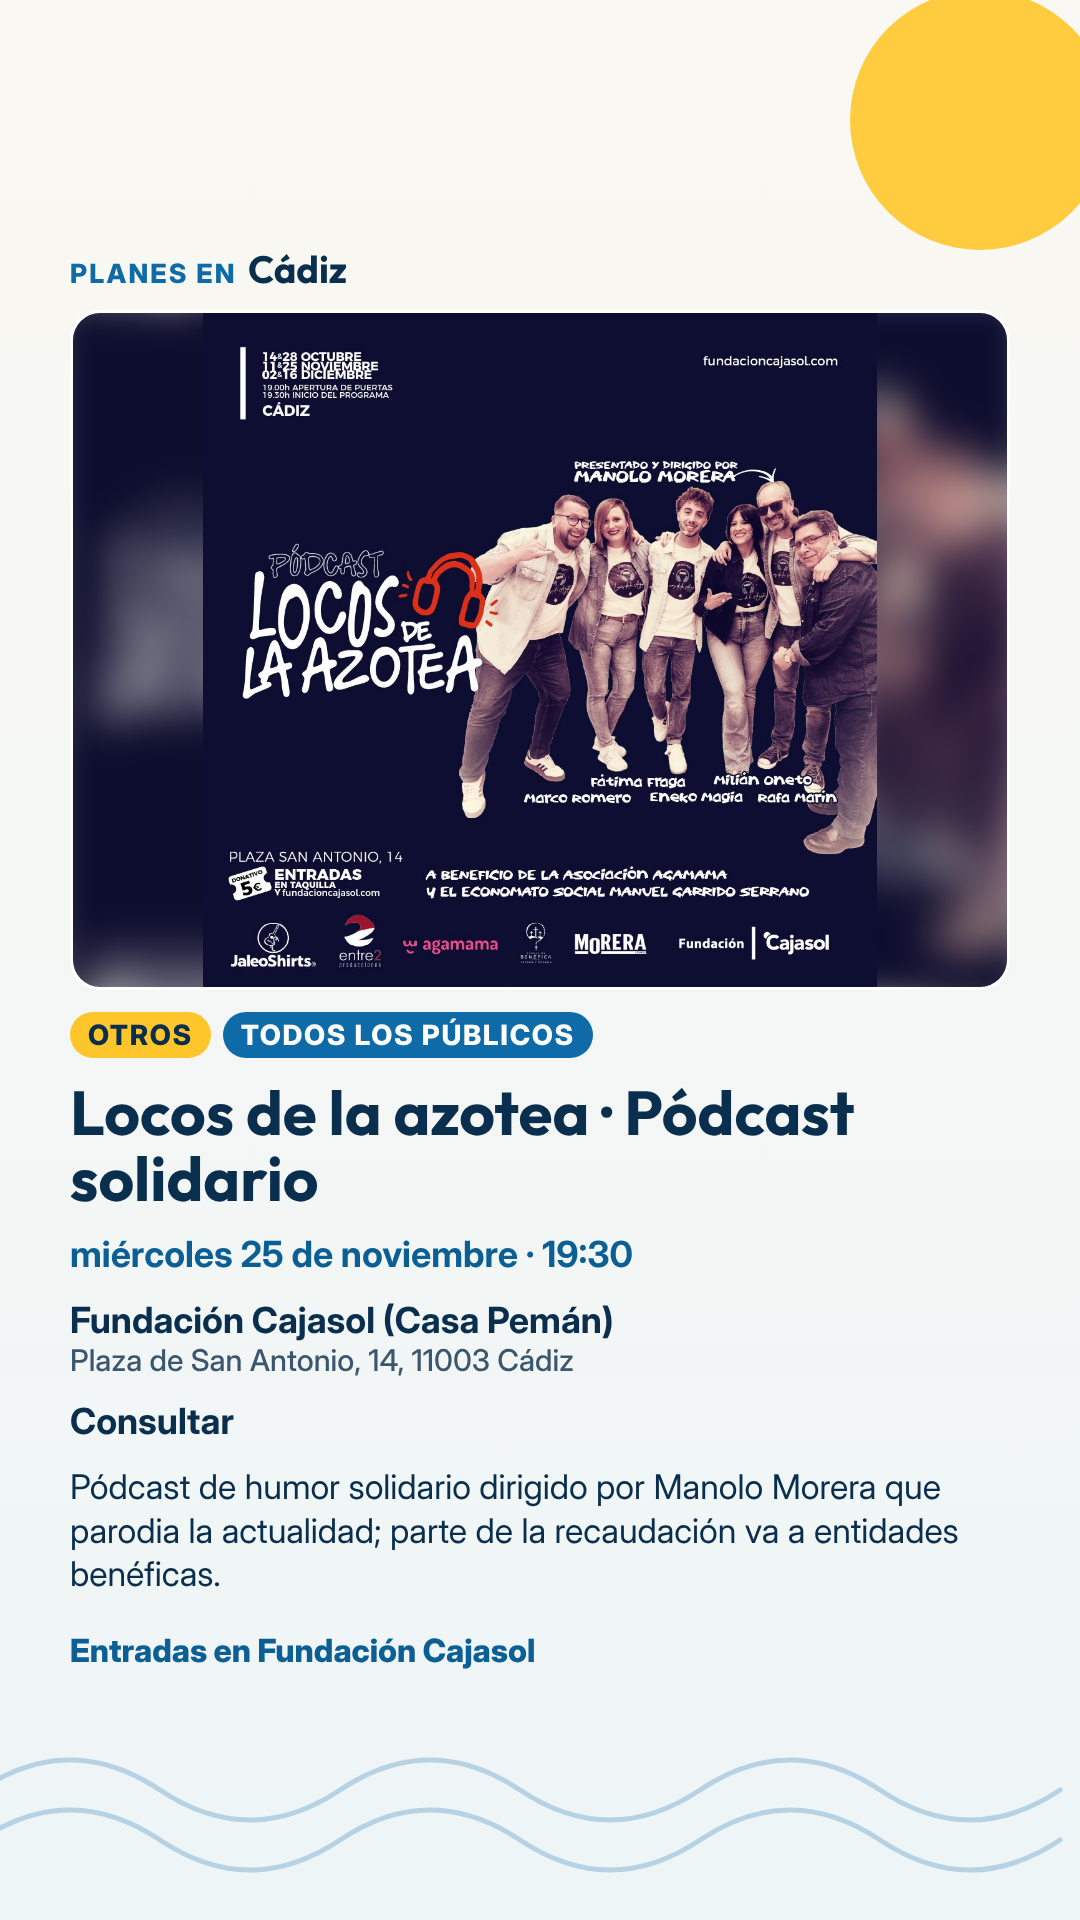 PLANES EN Cádiz
14&28 OCTUBRE
11&25 NOVIEMBRE
02&16 DICIEMBRE
19.00h APERTURA DE PUERTAS
19.30h INICIO DEL PROGRAMA
CÁDIZ
fundacioncajasol.com
PRESENTADO Y DIRIGIDO POR
MANOLO MORERA
PÓDCAST
LOCOS DE
LA AZOTEA
Fátima Fraga Milián Oneto
Marco Romero Eneko Magia Rafa Marín
PLAZA SAN ANTONIO, 14
DONATIVO
5€
ENTRADAS
EN TAQUILLA
Y fundacioncajasol.com
A BENEFICIO DE LA ASOCIACIÓN AGAMAMA
Y EL ECONOMATO SOCIAL MANUEL GARRIDO SERRANO
JaleoShirts
entre2
producciones
agamama
BENÉFICA
MORERA
Fundación Cajasol
OTROS
TODOS LOS PÚBLICOS
Locos de la azotea · Pódcast
solidario
miércoles 25 de noviembre · 19:30
Fundación Cajasol (Casa Pemán)
Plaza de San Antonio, 14, 11003 Cádiz
Consultar
Pódcast de humor solidario dirigido por Manolo Morera que
parodia la actualidad; parte de la recaudación va a entidades
benéficas.
Entradas en Fundación Cajasol